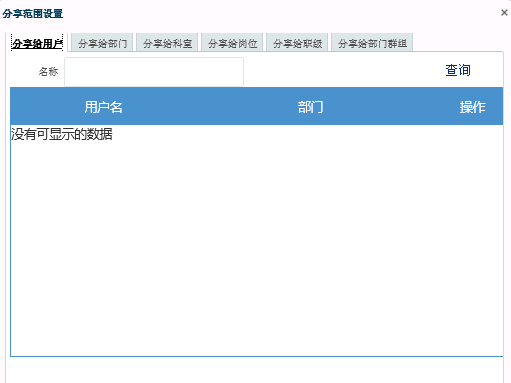 分享范围设置 ×
分享给用户 分享给部门 分享给科室 分享给岗位 分享给职级 分享给部门群组
名称 查询
用户名 部门 操作
没有可显示的数据